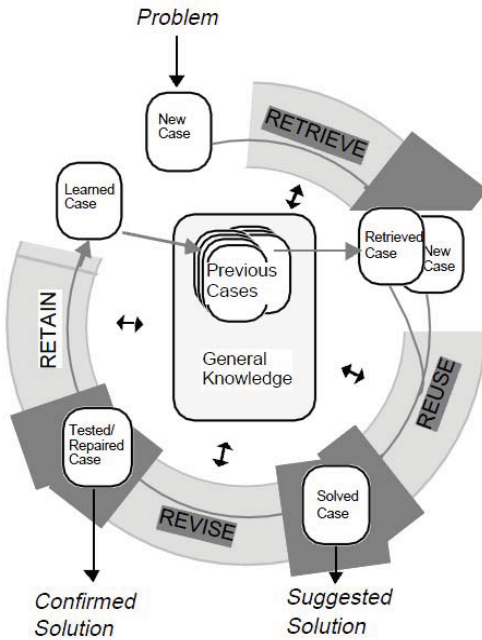 Problem
New
Case
RETRIEVE
Learned
Case
Retrieved
Case
New
Case
Previous
Cases
General
Knowledge
RETAIN
REUSE
Tested/
Repaired
Case
Solved
Case
REVISE
Confirmed
Solution
Suggested
Solution